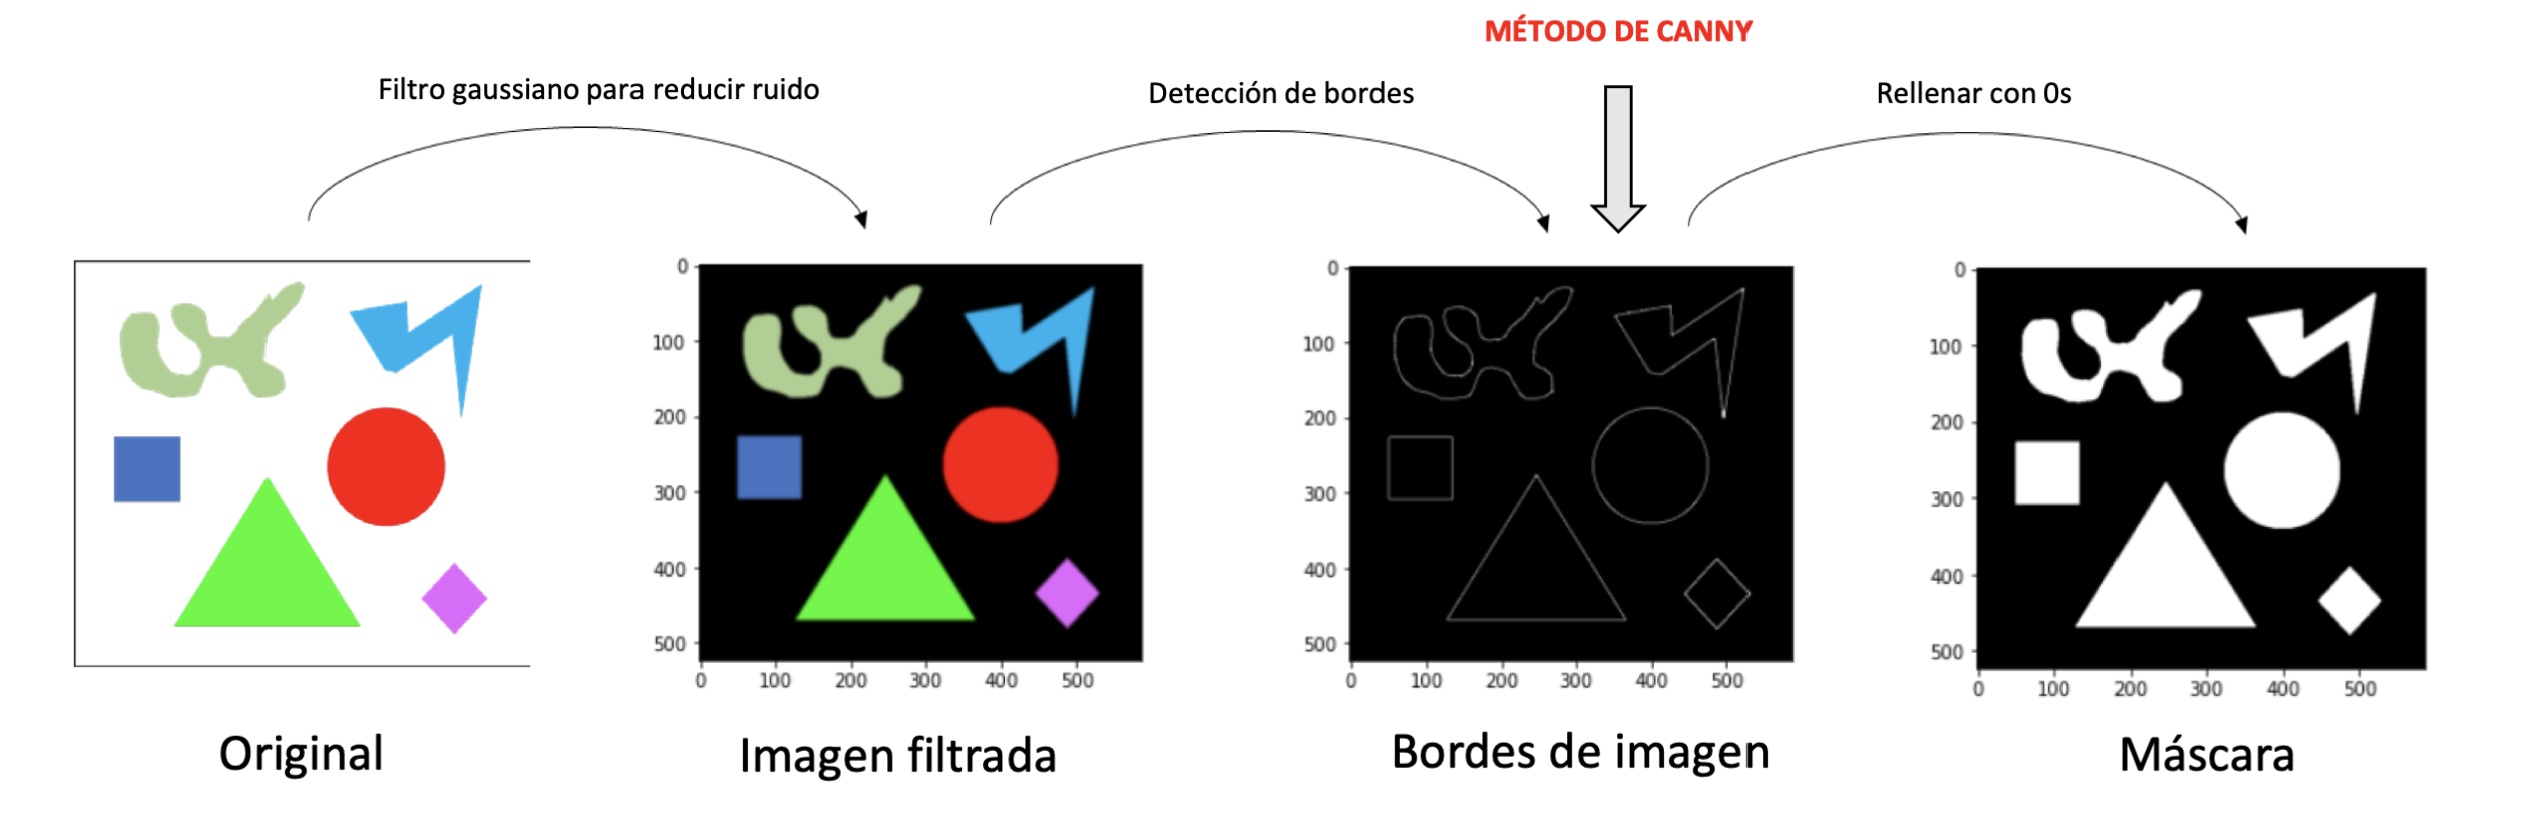 MÉTODO DE CANNY
Filtro gaussiano para reducir ruido
Detección de bordes
Rellenar con 0s
0
100
200
300
400
500
0 100 200 300 400 500
0
100
200
300
400
500
0 100 200 300 400 500
0
100
200
300
400
500
0 100 200 300 400 500
Original
Imagen filtrada
Bordes de imagen
Máscara